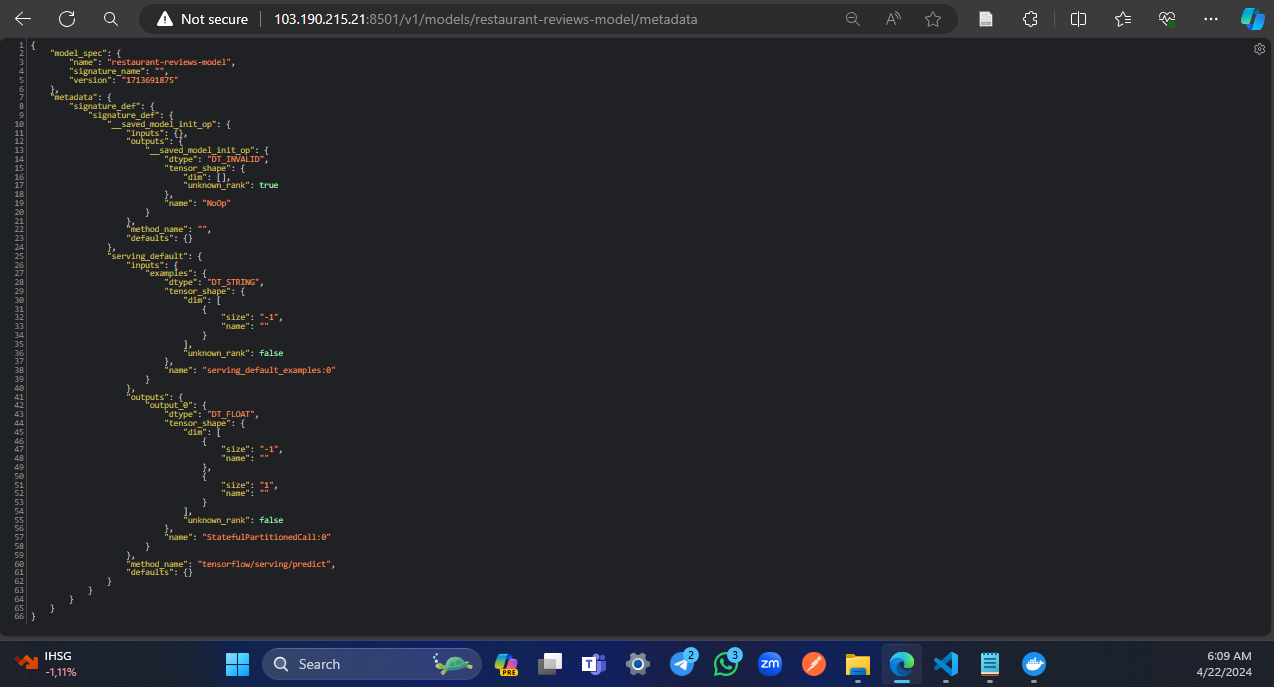 Not secure | 103.190.215.21:8501/v1/models/restaurant-reviews-model/metadata
1 {
2 "model_spec": {
3 "name": "restaurant-reviews-model",
4 "signature_name": "",
5 "version": "1713691875"
6 },
7 "metadata": {
8 "signature_def": {
9 "signature_def": {
10 "__saved_model_init_op": {
11 "inputs": {},
12 "outputs": {
13 "__saved_model_init_op": {
14 "dtype": "DT_INVALID",
15 "tensor_shape": {
16 "dim": [],
17 "unknown_rank": true
18 },
19 "name": "NoOp"
20 }
21 },
22 "method_name": "",
23 "defaults": {}
24 },
25 "serving_default": {
26 "inputs": {
27 "examples": {
28 "dtype": "DT_STRING",
29 "tensor_shape": {
30 "dim": [
31 {
32 "size": "-1",
33 "name": ""
34 }
35 ],
36 "unknown_rank": false
37 },
38 "name": "serving_default_examples:0"
39 }
40 },
41 "outputs": {
42 "output_0": {
43 "dtype": "DT_FLOAT",
44 "tensor_shape": {
45 "dim": [
46 {
47 "size": "-1",
48 "name": ""
49 },
50 {
51 "size": "1",
52 "name": ""
53 }
54 ],
55 "unknown_rank": false
56 },
57 "name": "StatefulPartitionedCall:0"
58 }
59 },
60 "method_name": "tensorflow/serving/predict",
61 "defaults": {}
62 }
63 }
64 }
65 }
66 }
IHSG
-1,11%
Search
PRE
T
2
3
zm
6:09 AM
4/22/2024